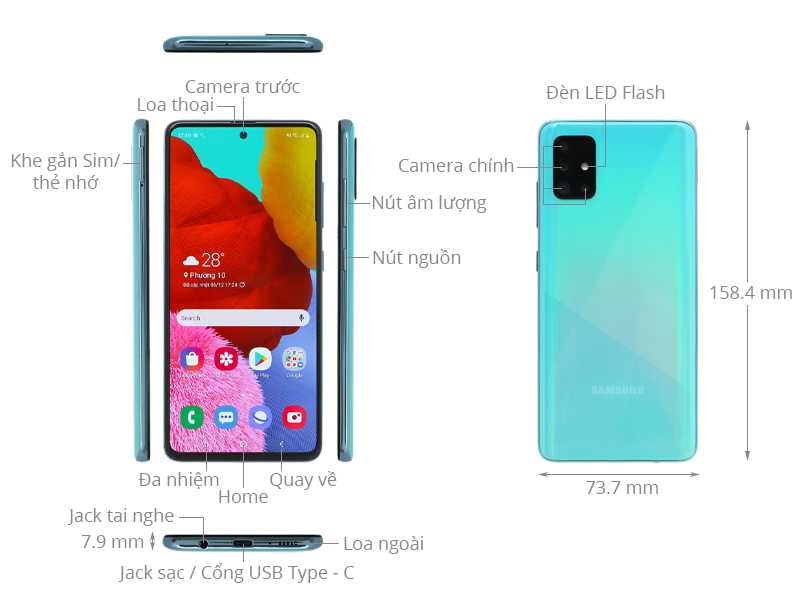 Camera trước
Loa thoại
Đèn LED Flash
Khe gắn Sim/
thẻ nhớ
Camera chính
Nút âm lượng
Nút nguồn
28°
Phường 10
Search
Google
158.4 mm
SAMSUNG
Đa nhiệm
Home
Quay về
73.7 mm
Jack tai nghe
7.9 mm
Loa ngoài
Jack sạc / Cổng USB Type - C